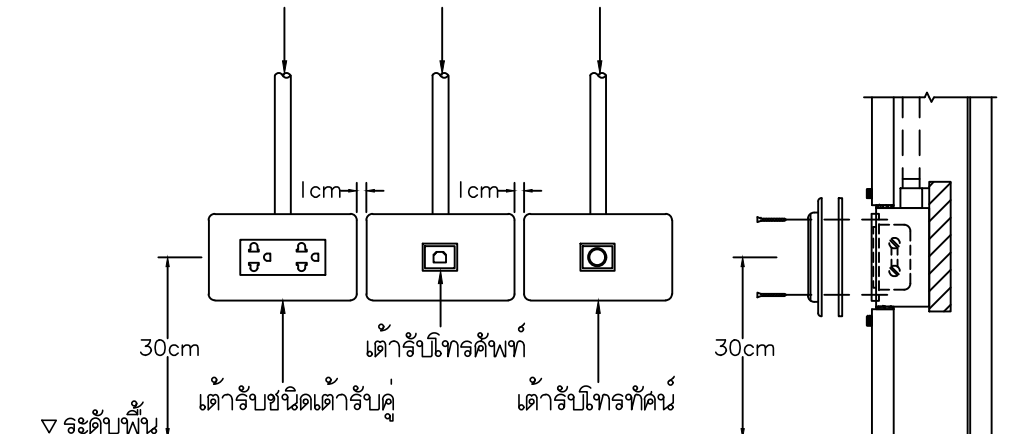 1cm 1cm
30cm เต้ารับโทรศัพท์ 30cm
เต้ารับชนิดเต้ารับคู่ เต้ารับโทรทัศน์
ระดับพื้น